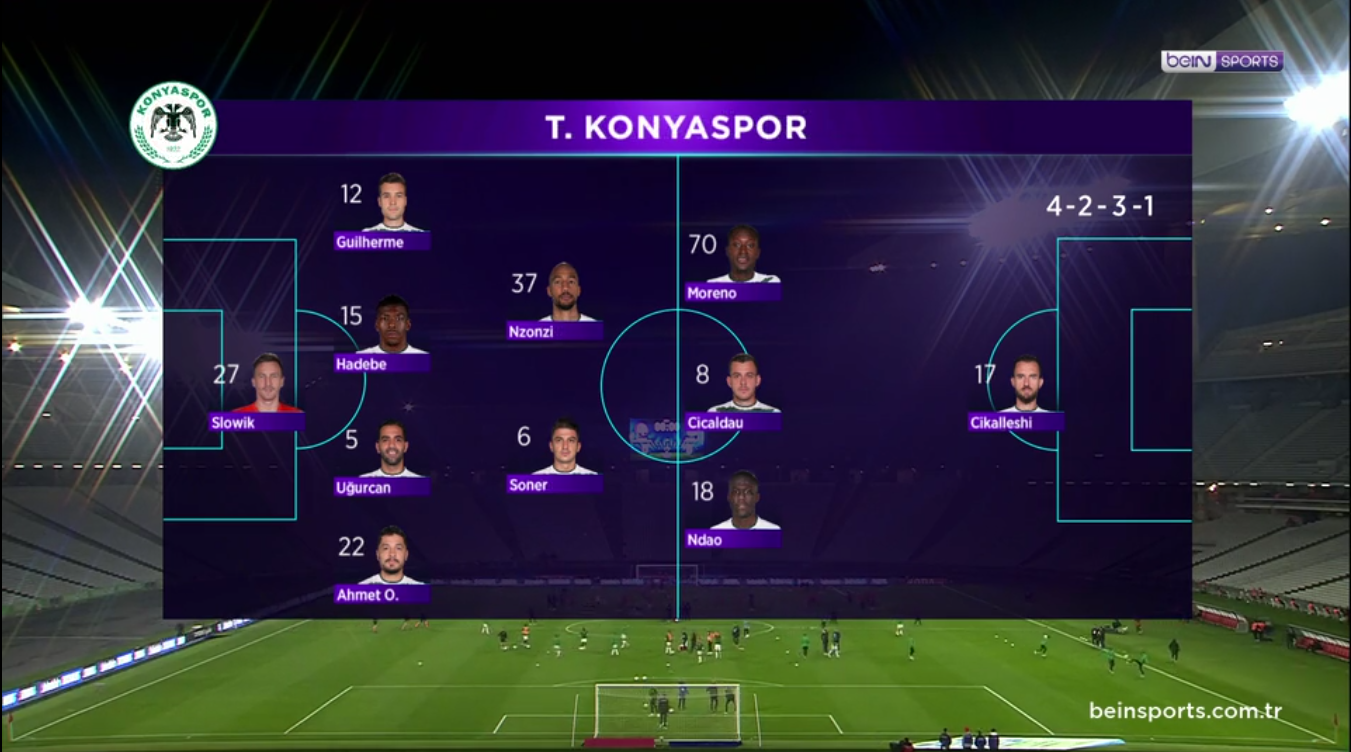 beIN SPORTS
KONYASPOR
T. KONYASPOR
4-2-3-1
12
Guilherme
70
Moreno
37
Nzonzi
15
Hadebe
27
Slowik
8
Cicaldau
17
Cikalleshi
5
Uğurcan
6
Soner
18
Ndao
22
Ahmet O.
beinsports.com.tr